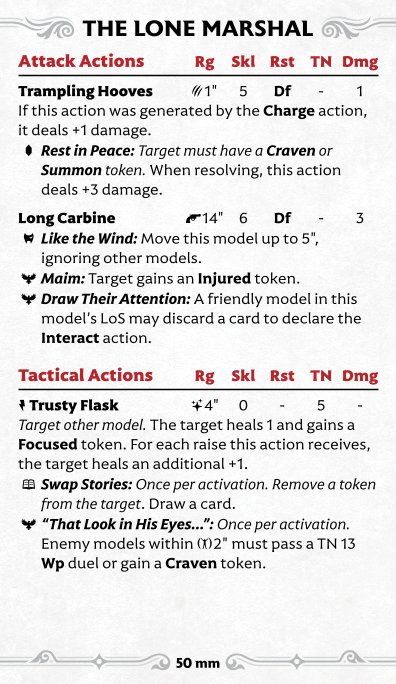 THE LONE MARSHAL
Attack Actions Rg Skl Rst TN Dmg
Trampling Hooves 1" 5 Df - 1
If this action was generated by the Charge action,
it deals +1 damage.
Rest in Peace: Target must have a Craven or
Summon token. When resolving, this action
deals +3 damage.
Long Carbine 14" 6 Df - 3
Like the Wind: Move this model up to 5",
ignoring other models.
Maim: Target gains an Injured token.
Draw Their Attention: A friendly model in this
model's LoS may discard a card to declare the
Interact action.
Tactical Actions Rg Skl Rst TN Dmg
Trusty Flask 4" 0 - 5 -
Target other model. The target heals 1 and gains a
Focused token. For each raise this action receives,
the target heals an additional +1.
Swap Stories: Once per activation. Remove a token
from the target. Draw a card.
"That Look in His Eyes...": Once per activation.
Enemy models within 2" must pass a TN 13
Wp duel or gain a Craven token.
50 mm